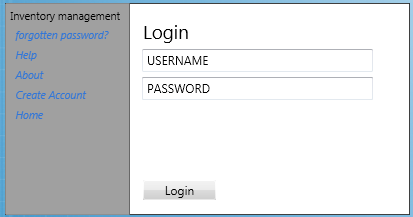 Inventory management
forgotten password?
Help
About
Create Account
Home
Login
USERNAME
PASSWORD
Login